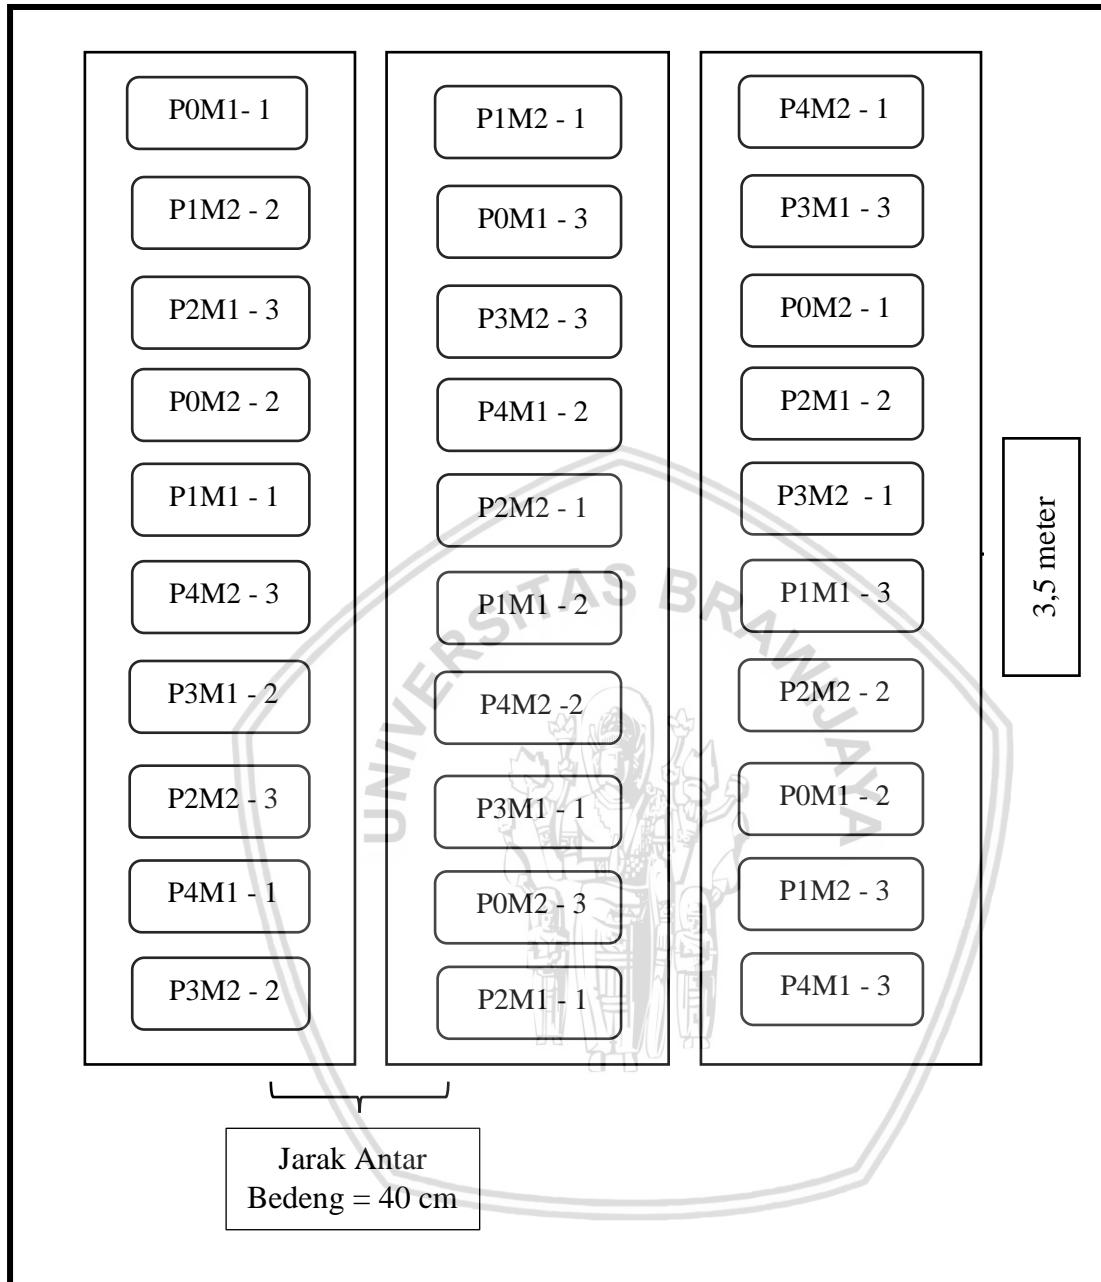 P0M1- 1
P1M2 - 2
P2M1 - 3
P0M2 - 2
P1M1 - 1
P4M2 - 3
P3M1 - 2
P2M2 - 3
P4M1 - 1
P3M2 - 2
P1M2 - 1
P0M1 - 3
P3M2 - 3
P4M1 - 2
P2M2 - 1
P1M1 - 2
P4M2 -2
P3M1 - 1
P0M2 - 3
P2M1 - 1
P4M2 - 1
P3M1 - 3
P0M2 - 1
P2M1 - 2
P3M2 - 1
P1M1 - 3
P2M2 - 2
P0M1 - 2
P1M2 - 3
P4M1 - 3
3,5 meter
Jarak Antar
Bedeng = 40 cm
UNIVERSITAS BRAWIJAYA